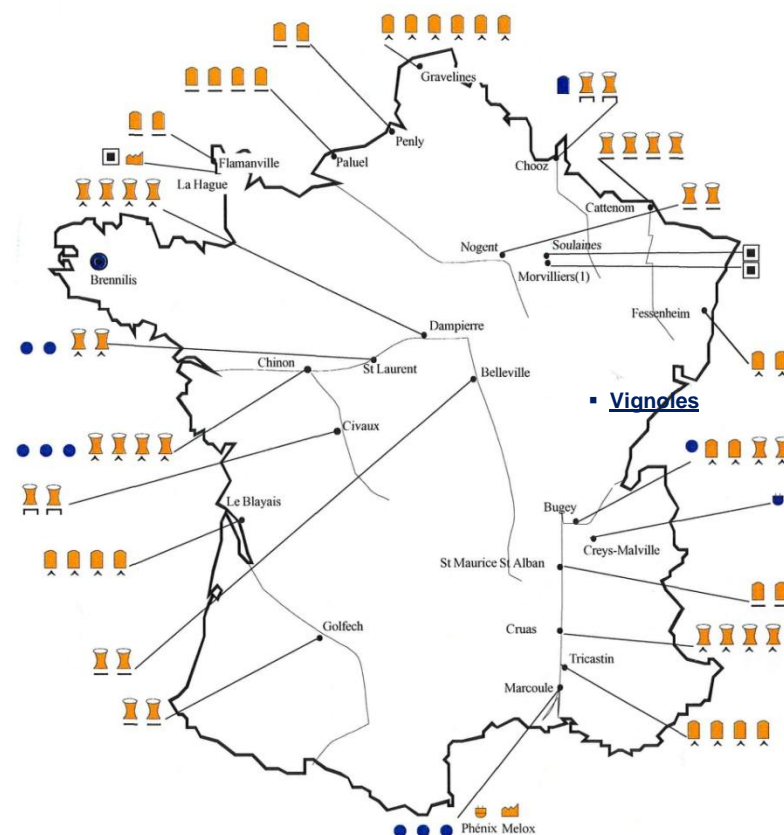 Gravelines
Penly
Paluel
Flamanville
La Hague
Chooz
Cattenom
Nogent
Soulaines
Morvilliers(1)
Brennilis
Fessenheim
Dampierre
St Laurent
Chinon
Belleville
▪ Vignoles
Civaux
Le Blayais
Bugey
Creys-Malville
St Maurice St Alban
Golfech
Cruas
Tricastin
Marcoule
Phénix Melox